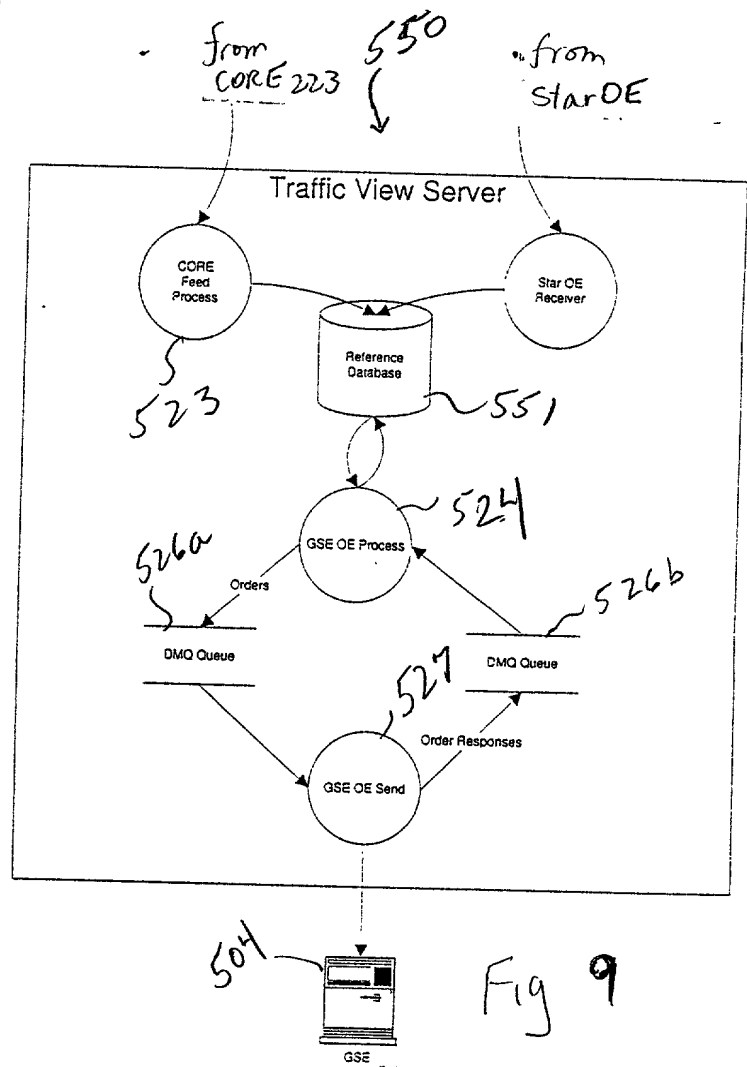 from
CORE 223
550
from
StarOE
Traffic View Server
CORE
Feed
Process
Star OE
Receiver
523
Reference
Database
551
524
GSE OE Process
526a
Orders
526b
DMQ Queue
DMQ Queue
527
Order Responses
GSE OE Send
504
GSE
Fig 9